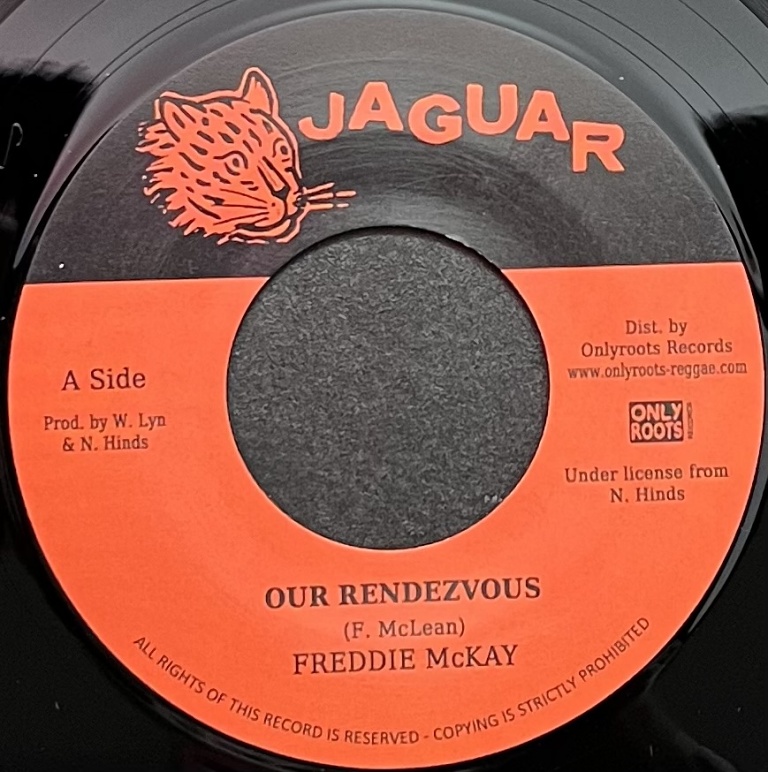 JAGUAR
A Side
Prod. by W. Lyn
& N. Hinds
Dist. by
Onlyroots Records
www.onlyroots-reggae.com
ONLY
ROOTS
Under license from
N. Hinds
OUR RENDEZVOUS
(F. McLean)
FREDDIE McKAY
ALL RIGHTS OF THIS RECORD IS RESERVED - COPYING IS STRICTLY PROHIBITED